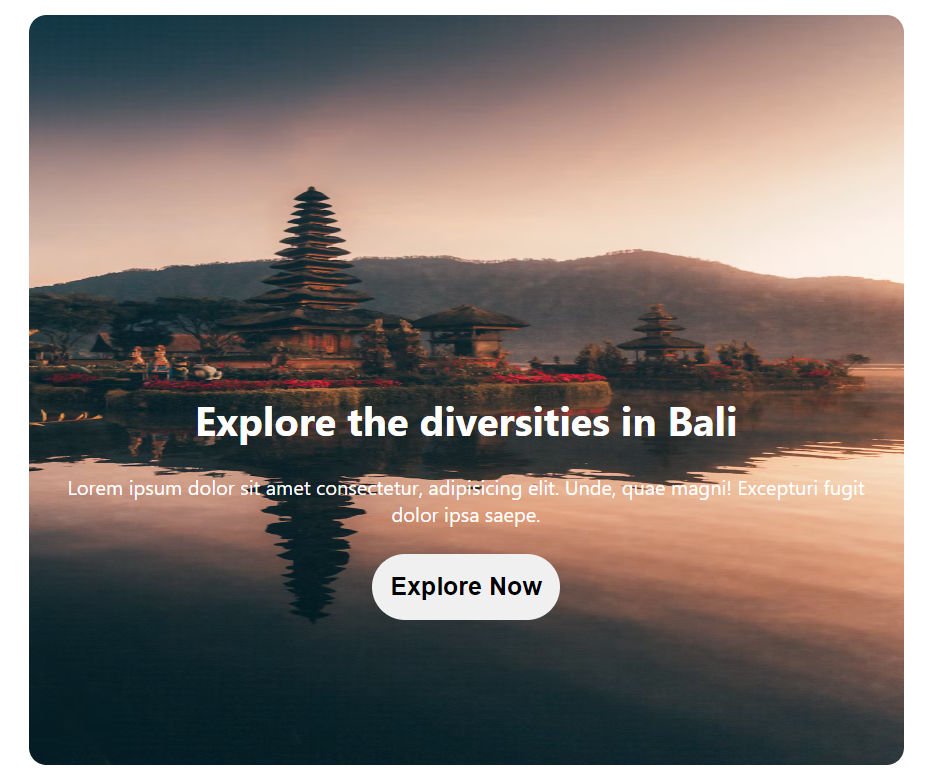 Explore the diversities in Bali
Lorem ipsum dolor sit amet consectetur, adipisicing elit. Unde, quae magni! Excepturi fugit
dolor ipsa saepe.
Explore Now